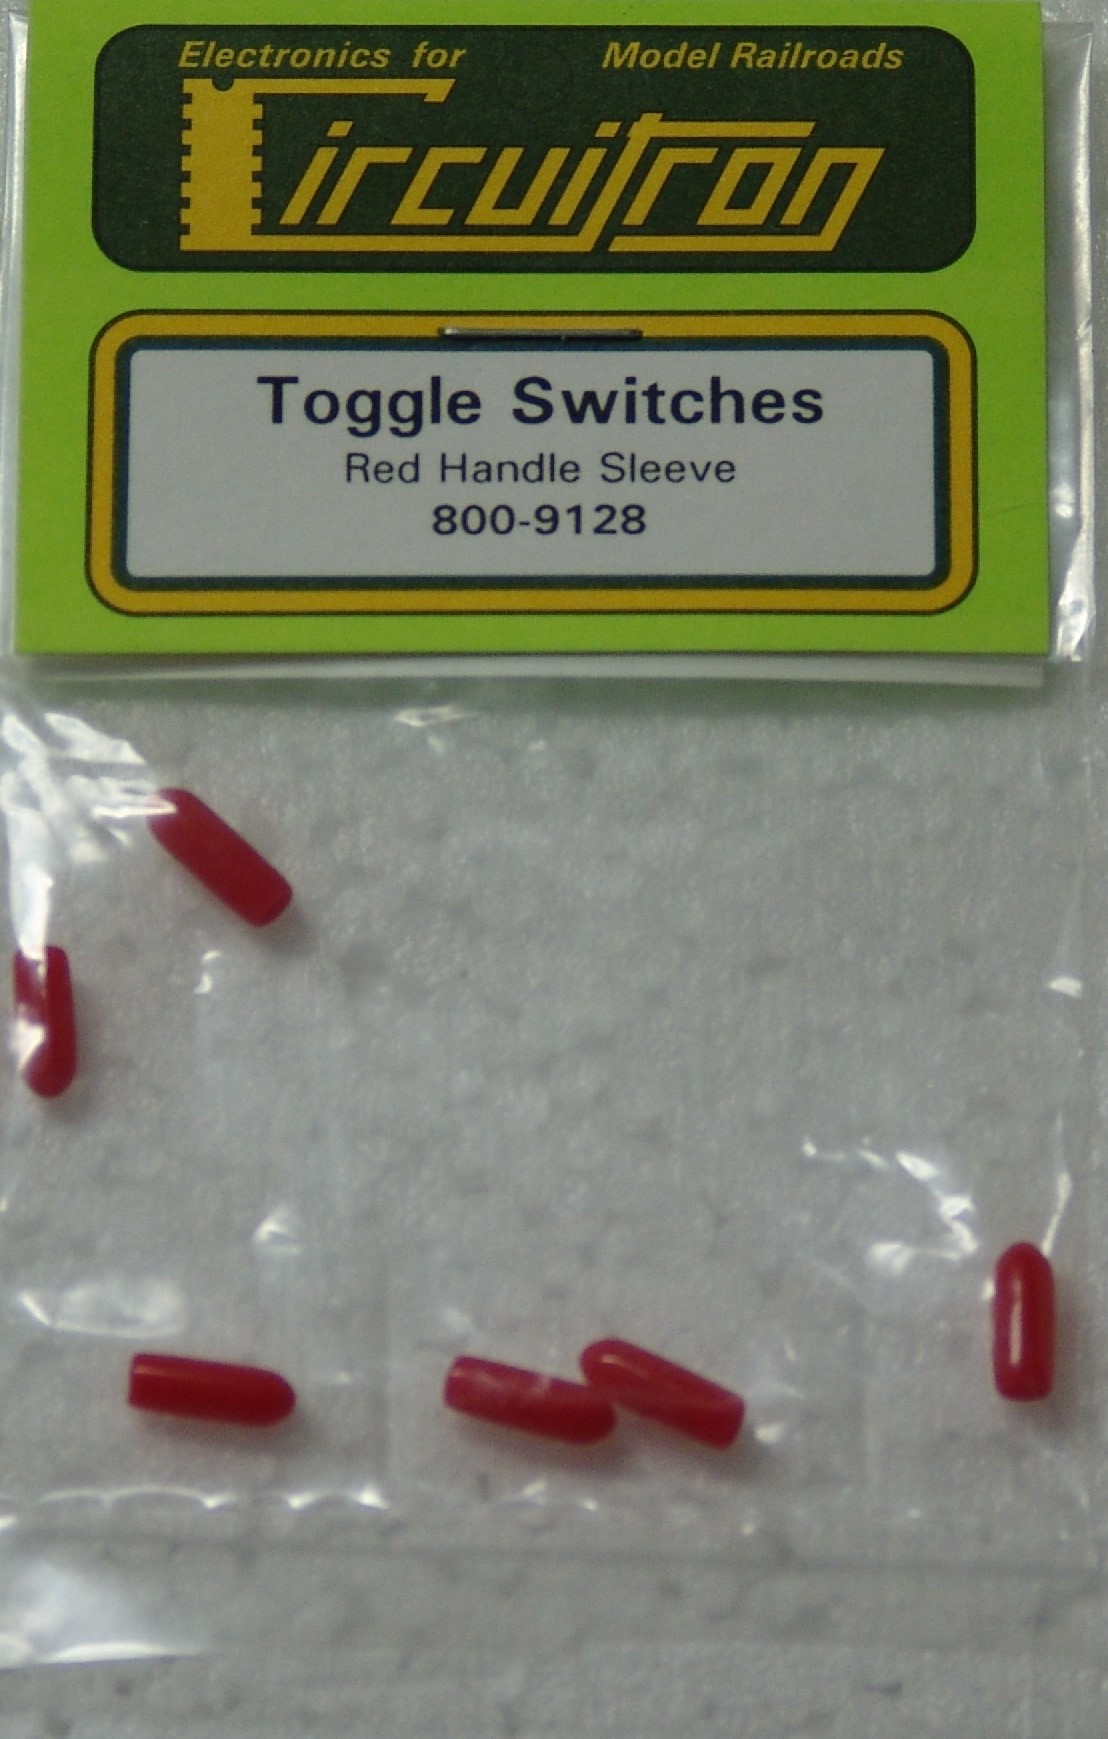 Electronics for Model Railroads
Circuitron
Toggle Switches
Red Handle Sleeve
800-9128